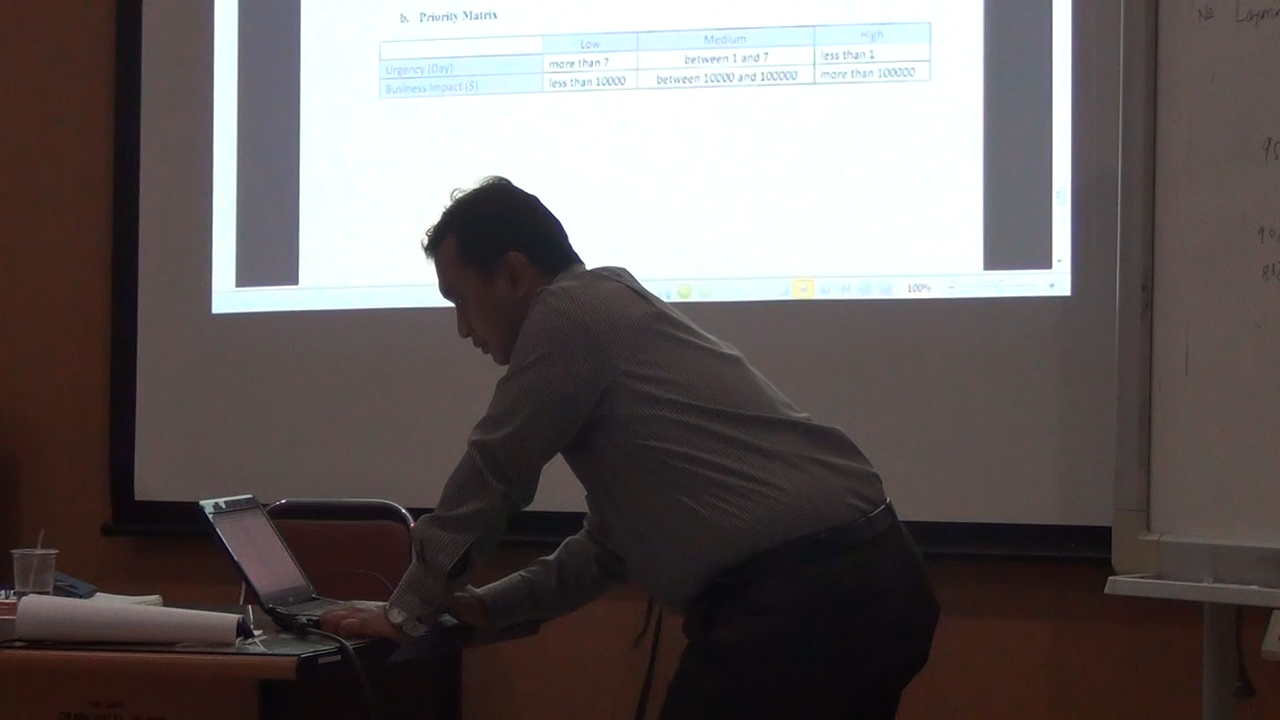 b. Priority Matrix
Low Medium High
Urgency (Day) more than 7 between 1 and 7 less than 1
Business Impact ($) less than 10000 between 10000 and 100000 more than 100000
100%
No